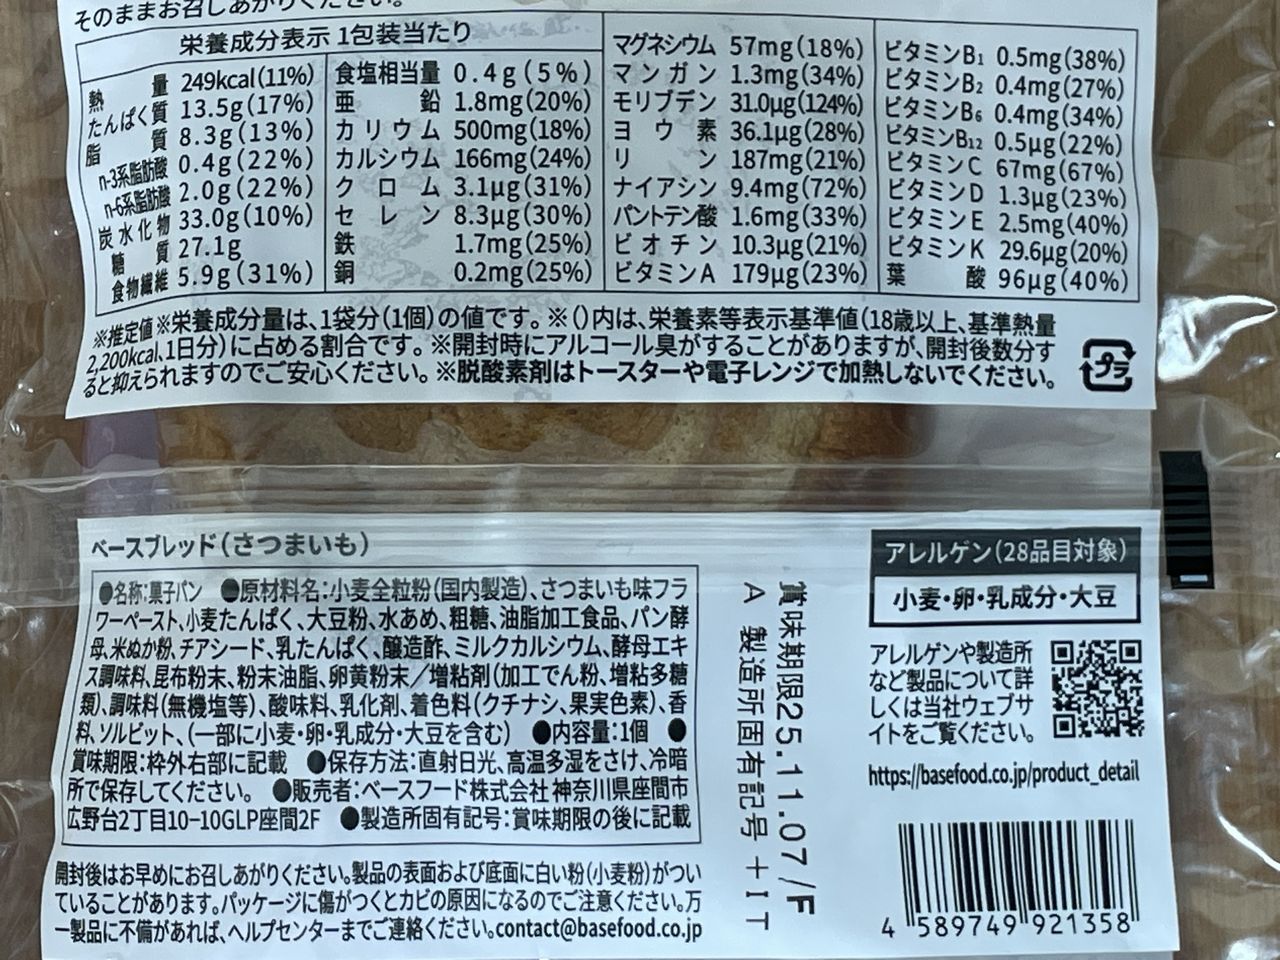 そのままお召しあがりください。
栄養成分表示 1包装当たり
熱量 249kcal(11%)
たんぱく質 13.5g(17%)
脂質 8.3g(13%)
n-3系脂肪酸 0.4g(22%)
n-6系脂肪酸 2.0g(22%)
炭水化物 33.0g(10%)
糖質 27.1g
食物繊維 5.9g(31%)
食塩相当量 0.4g(5%)
亜鉛 1.8mg(20%)
カリウム 500mg(18%)
カルシウム 166mg(24%)
クロム 3.1μg(31%)
セレン 8.3μg(30%)
鉄 1.7mg(25%)
銅 0.2mg(25%)
マグネシウム 57mg(18%)
マンガン 1.3mg(34%)
モリブデン 31.0μg(124%)
ヨウ素 36.1μg(28%)
リン 187mg(21%)
ナイアシン 9.4mg(72%)
パントテン酸 1.6mg(33%)
ビオチン 10.3μg(21%)
ビタミンA 179μg(23%)
ビタミンB₁ 0.5mg(38%)
ビタミンB₂ 0.4mg(27%)
ビタミンB₆ 0.4mg(34%)
ビタミンB₁₂ 0.5μg(22%)
ビタミンC 67mg(67%)
ビタミンD 1.3μg(23%)
ビタミンE 2.5mg(40%)
ビタミンK 29.6μg(20%)
葉酸 96μg(40%)
※推定値※栄養成分量は、1袋分(1個)の値です。※()内は、栄養素等表示基準値(18歳以上、基準熱量
2,200kcal、1日分)に占める割合です。※開封時にアルコール臭がすることがありますが、開封後数分す
ると抑えられますのでご安心ください。※脱酸素剤はトースターや電子レンジで加熱しないでください。
プラ
ベースブレッド(さつまいも)
●名称:菓子パン ●原材料名:小麦全粒粉(国内製造)、さつまいも味フラ
ワーペースト、小麦たんぱく、大豆粉、水あめ、粗糖、油脂加工食品、パン酵
母、米ぬか粉、チアシード、乳たんぱく、醸造酢、ミルクカルシウム、酵母エキ
ス調味料、昆布粉末、粉末油脂、卵黄粉末/増粘剤(加工でん粉、増粘多糖
類)、調味料(無機塩等)、酸味料、乳化剤、着色料(クチナシ、果実色素)、香
料、ソルビット、(一部に小麦・卵・乳成分・大豆を含む) ●内容量:1個 ●
賞味期限:枠外右部に記載 ●保存方法:直射日光、高温多湿をさけ、冷暗
所で保存してください。 ●販売者:ベースフード株式会社 神奈川県座間市
広野台2丁目10-10GLP座間2F ●製造所固有記号:賞味期限の後に記載
開封後はお早めにお召しあがりください。製品の表面および底面に白い粉(小麦粉)がつい
ていることがあります。パッケージに傷がつくとカビの原因になるのでご注意ください。万
一製品に不備があれば、ヘルプセンターまでご連絡ください。contact@basefood.co.jp
賞味期限25.11.07/F
A 製造所固有記号+IT
アレルゲン(28品目対象)
小麦・卵・乳成分・大豆
アレルゲンや製造所
など製品について詳
しくは当社ウェブサ
イトをご覧ください。
https://basefood.co.jp/product_detail
4 589749 921358